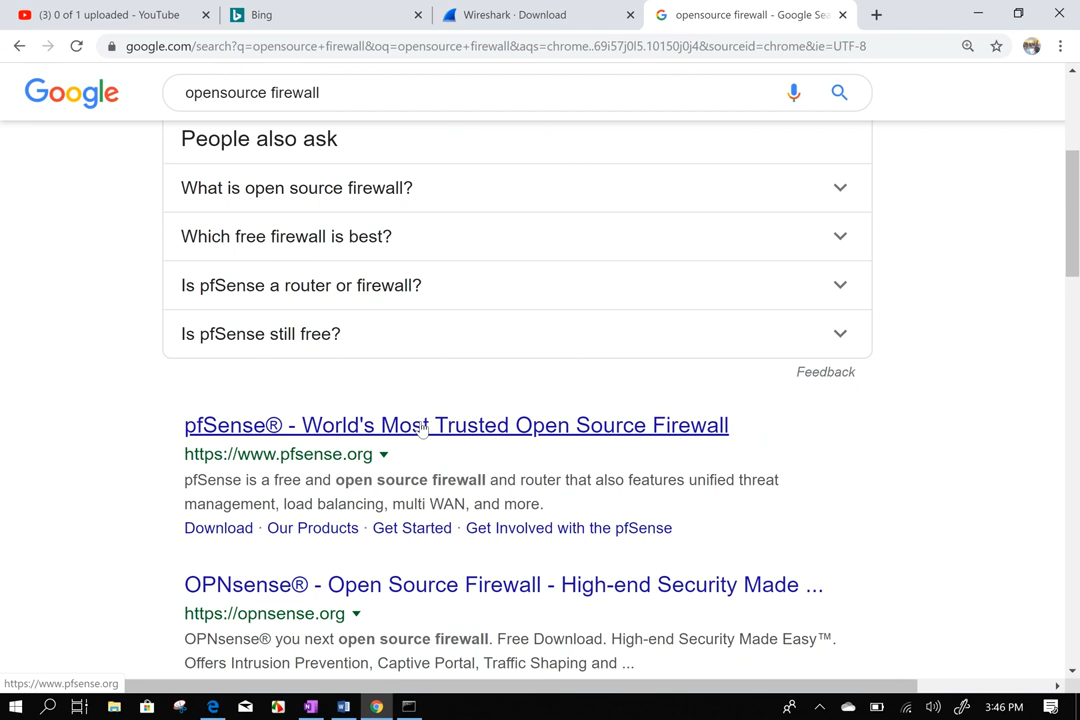 (3) 0 of 1 uploaded - YouTube
Bing
Wireshark · Download
opensource firewall - Google Sea
google.com/search?q=opensource+firewall&oq=opensource+firewall&aqs=chrome..69i57j0l5.10150j0j4&sourceid=chrome&ie=UTF-8
Google
opensource firewall
People also ask
What is open source firewall?
Which free firewall is best?
Is pfSense a router or firewall?
Is pfSense still free?
Feedback
pfSense® - World's Most Trusted Open Source Firewall
https://www.pfsense.org
pfSense is a free and open source firewall and router that also features unified threat
management, load balancing, multi WAN, and more.
Download · Our Products · Get Started · Get Involved with the pfSense
OPNsense® - Open Source Firewall - High-end Security Made ...
https://opnsense.org
OPNsense® you next open source firewall. Free Download. High-end Security Made Easy™.
Offers Intrusion Prevention, Captive Portal, Traffic Shaping and ...
https://www.pfsense.org
3:46 PM